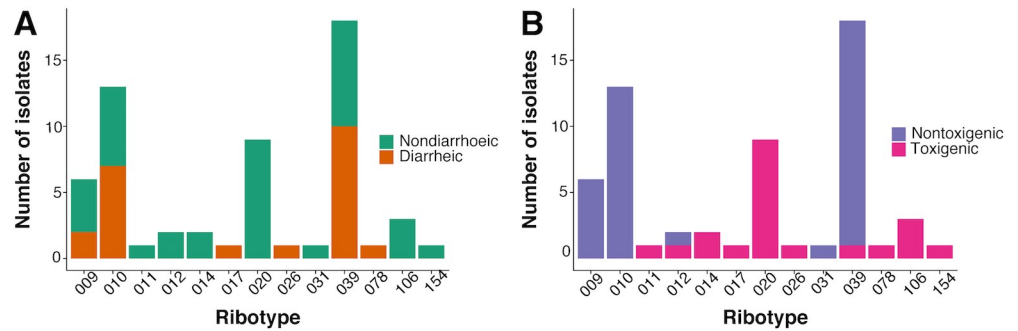 A
Number of isolates
15
10
5
0
Nondiarrhoeic
Diarrheic
009 010 011 012 014 017 020 026 031 039 078 106 154
Ribotype
B
Number of isolates
15
10
5
0
Nontoxigenic
Toxigenic
009 010 011 012 014 017 020 026 031 039 078 106 154
Ribotype